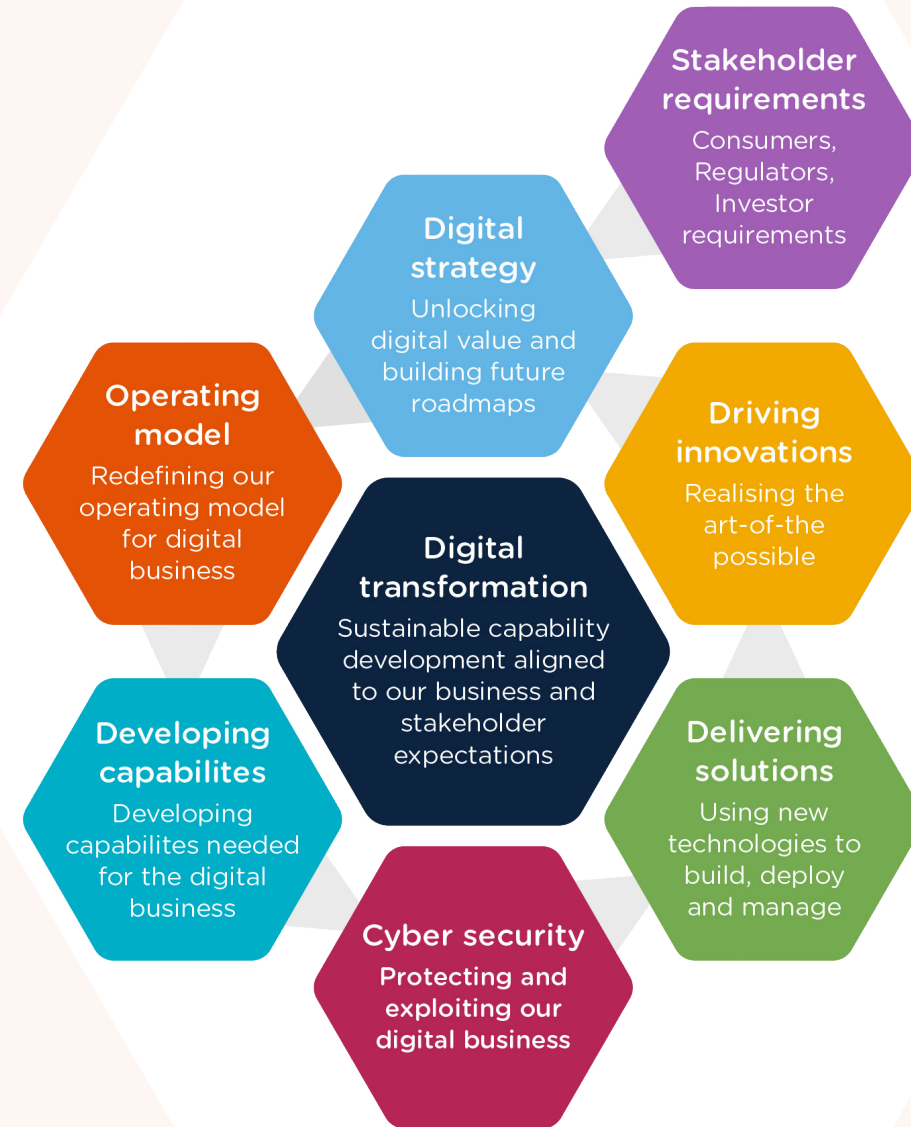 Stakeholder
requirements
Consumers,
Regulators,
Investor
requirements
Digital
strategy
Unlocking
digital value and
building future
roadmaps
Operating
model
Redefining our
operating model
for digital
business
Driving
innovations
Realising the
art-of-the
possible
Digital
transformation
Sustainable capability
development aligned
to our business and
stakeholder
expectations
Developing
capabilites
Developing
capabilites needed
for the digital
business
Delivering
solutions
Using new
technologies to
build, deploy
and manage
Cyber security
Protecting and
exploiting our
digital business